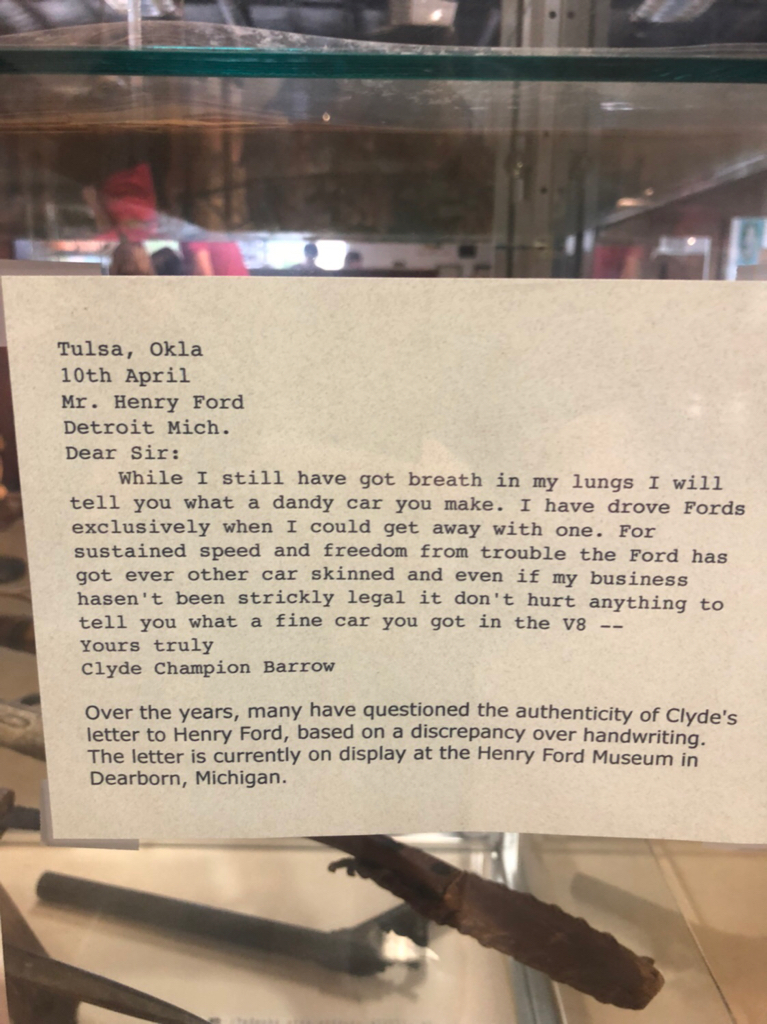 Tulsa, Okla
10th April
Mr. Henry Ford
Detroit Mich.
Dear Sir:
While I still have got breath in my lungs I will
tell you what a dandy car you make. I have drove Fords
exclusively when I could get away with one. For
sustained speed and freedom from trouble the Ford has
got ever other car skinned and even if my business
hasen't been strickly legal it don't hurt anything to
tell you what a fine car you got in the V8 --
Yours truly
Clyde Champion Barrow
Over the years, many have questioned the authenticity of Clyde's
letter to Henry Ford, based on a discrepancy over handwriting.
The letter is currently on display at the Henry Ford Museum in
Dearborn, Michigan.